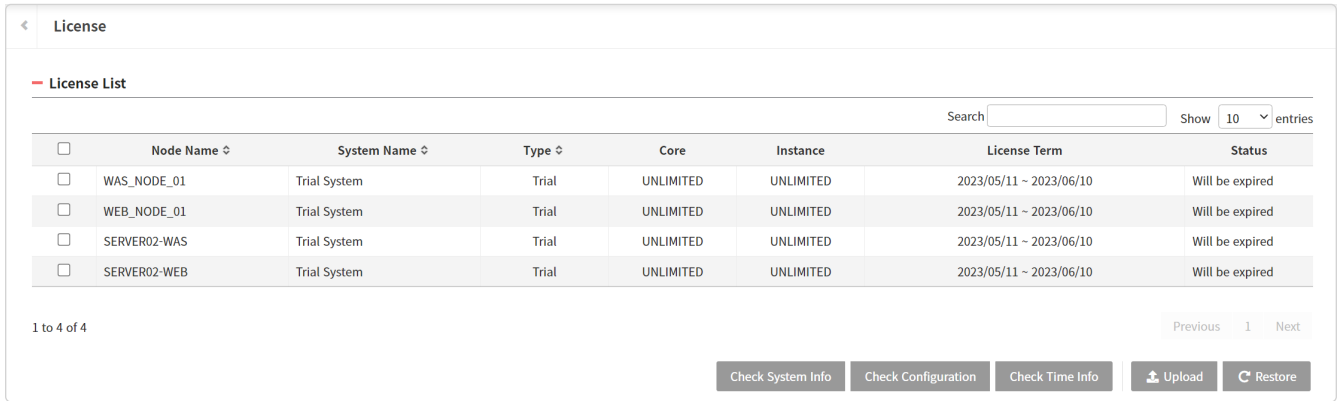 License
License List
Search Show 10 entries
Node Name System Name Type Core Instance License Term Status
WAS_NODE_01 Trial System Trial UNLIMITED UNLIMITED 2023/05/11 ~ 2023/06/10 Will be expired
WEB_NODE_01 Trial System Trial UNLIMITED UNLIMITED 2023/05/11 ~ 2023/06/10 Will be expired
SERVER02-WAS Trial System Trial UNLIMITED UNLIMITED 2023/05/11 ~ 2023/06/10 Will be expired
SERVER02-WEB Trial System Trial UNLIMITED UNLIMITED 2023/05/11 ~ 2023/06/10 Will be expired
1 to 4 of 4 Previous 1 Next
Check System Info Check Configuration Check Time Info Upload Restore